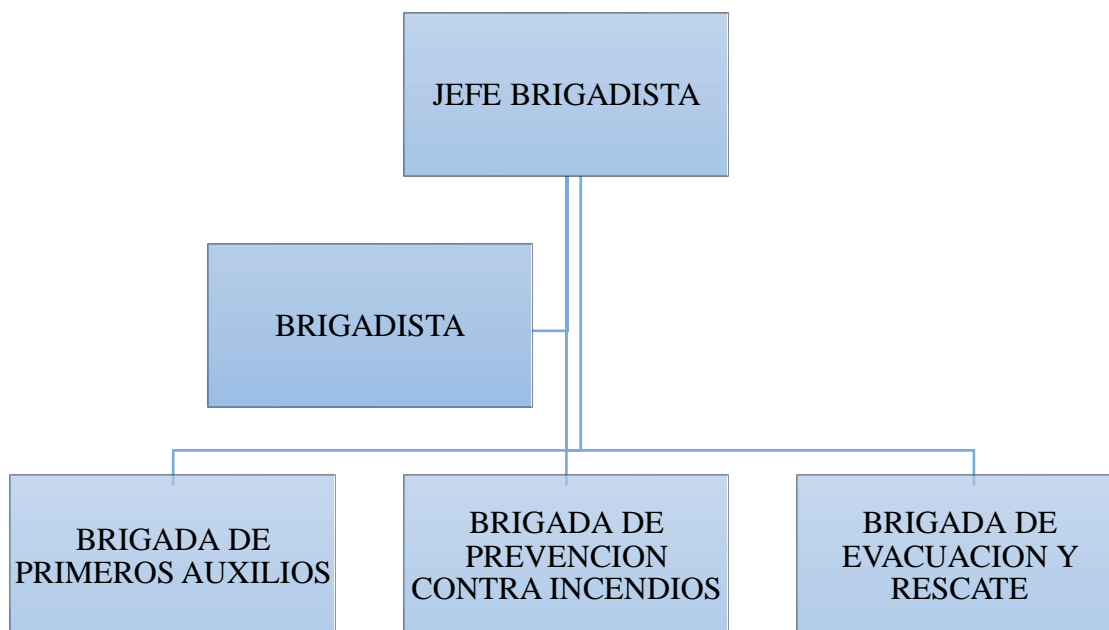 JEFE BRIGADISTA
BRIGADISTA
BRIGADA DE
PRIMEROS AUXILIOS
BRIGADA DE
PREVENCION
CONTRA INCENDIOS
BRIGADA DE
EVACUACION Y
RESCATE